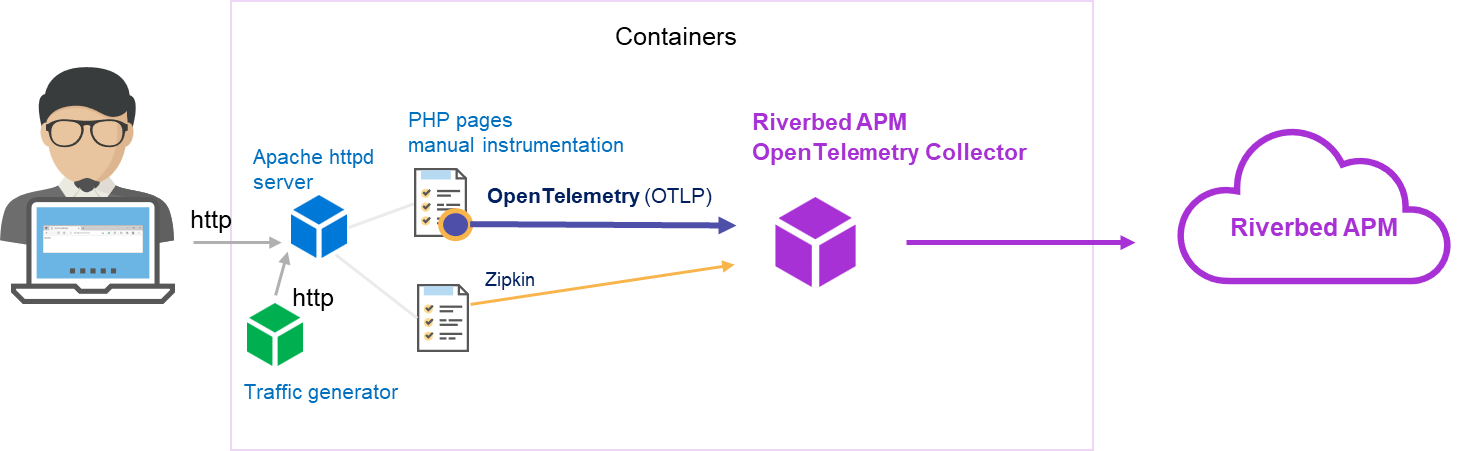 Containers
PHP pages
manual instrumentation
Riverbed APM
OpenTelemetry Collector
Apache httpd
server
OpenTelemetry (OTLP)
http
Riverbed APM
Zipkin
http
Traffic generator